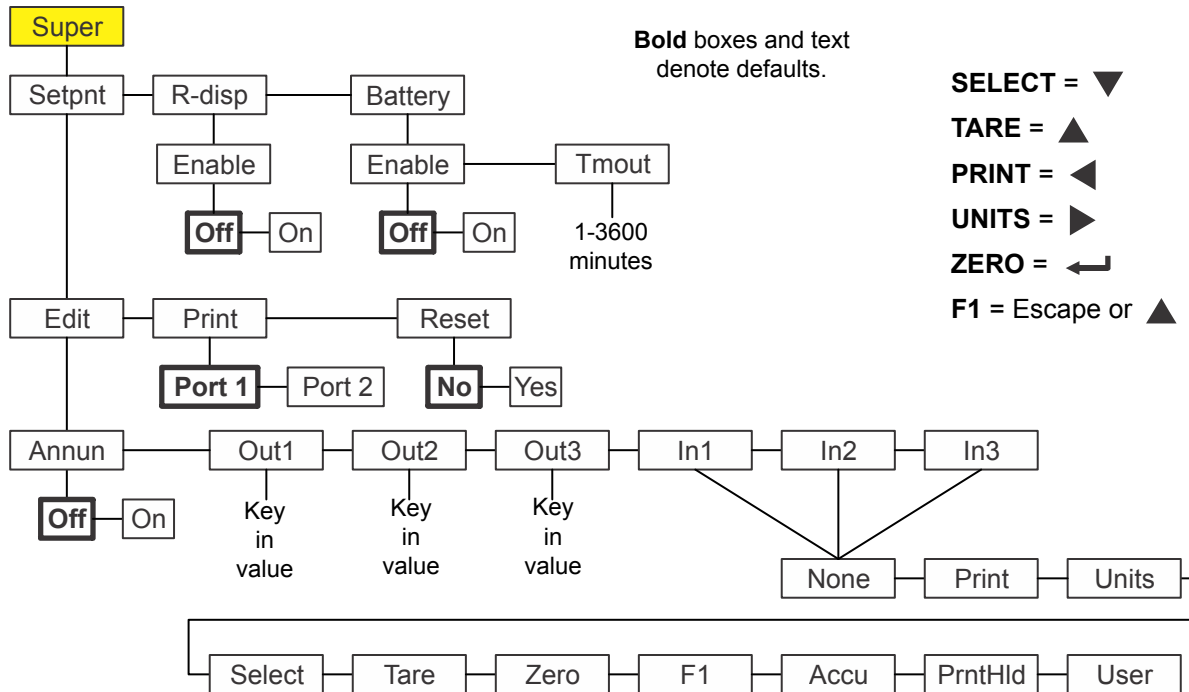 Super
Bold boxes and text
denote defaults.
Setpnt
R-disp
Battery
SELECT =
TARE =
PRINT =
UNITS =
ZERO =
F1 = Escape or
Enable
Enable
Tmout
Off
On
Off
On
1-3600
minutes
Edit
Print
Reset
Port 1
Port 2
No
Yes
Annun
Out1
Out2
Out3
In1
In2
In3
Off
On
Key
in
value
Key
in
value
Key
in
value
None
Print
Units
Select
Tare
Zero
F1
Accu
PrntHld
User